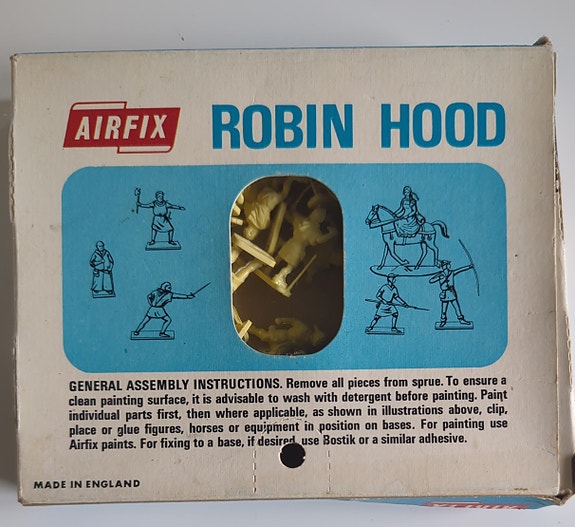 AIRFIX
ROBIN HOOD
GENERAL ASSEMBLY INSTRUCTIONS. Remove all pieces from sprue. To ensure a
clean painting surface, it is advisable to wash with detergent before painting. Paint
individual parts first, then where applicable, as shown in illustrations above, clip,
place or glue figures, horses or equipment in position on bases. For painting use
Airfix paints. For fixing to a base, if desired, use Bostik or a similar adhesive.
MADE IN ENGLAND
AIRFIX